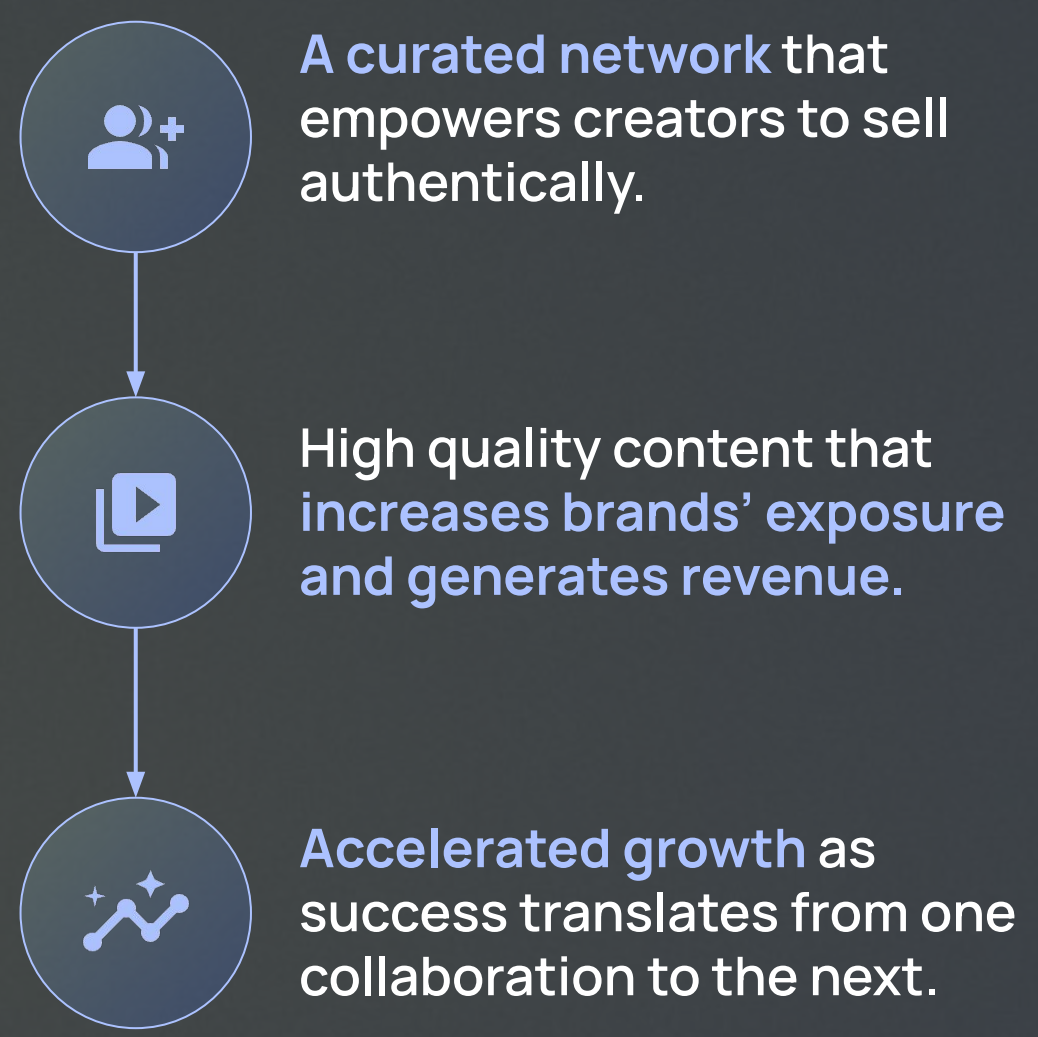 A curated network that
empowers creators to sell
authentically.
High quality content that
increases brands’ exposure
and generates revenue.
Accelerated growth as
success translates from one
collaboration to the next.